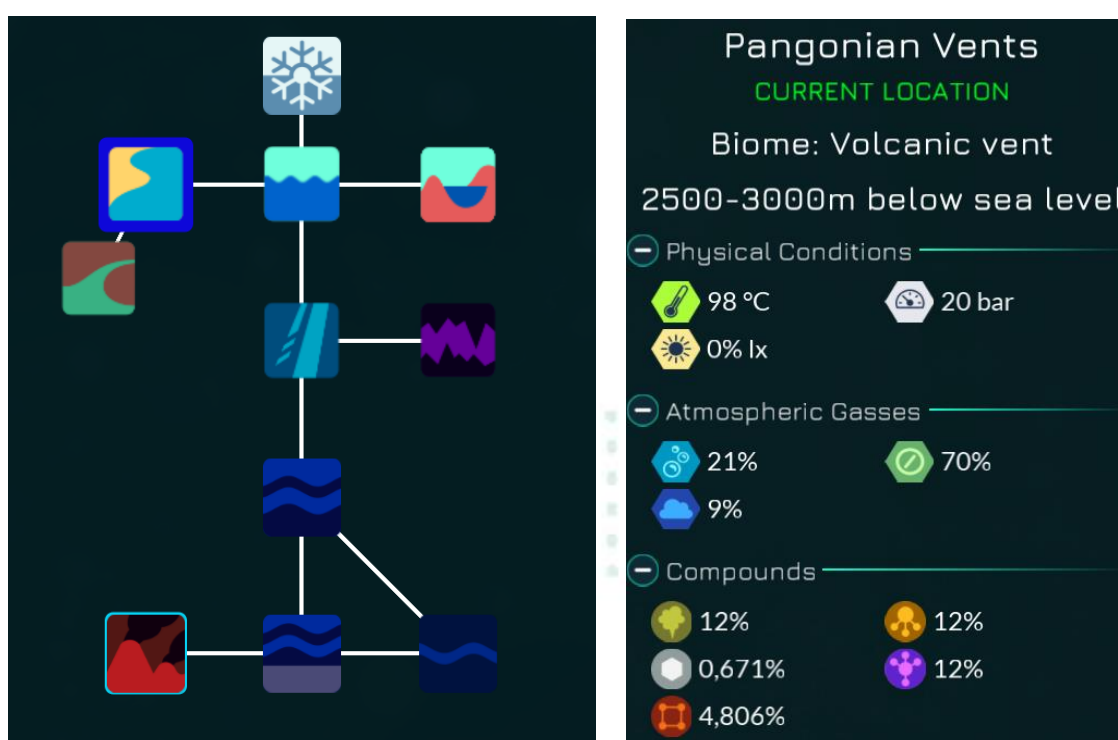 Pangonian Vents
CURRENT LOCATION
Biome: Volcanic vent
2500-3000m below sea level
Physical Conditions
98 °C
20 bar
0% lx
Atmospheric Gasses
21%
70%
9%
Compounds
12%
12%
0,671%
12%
4,806%